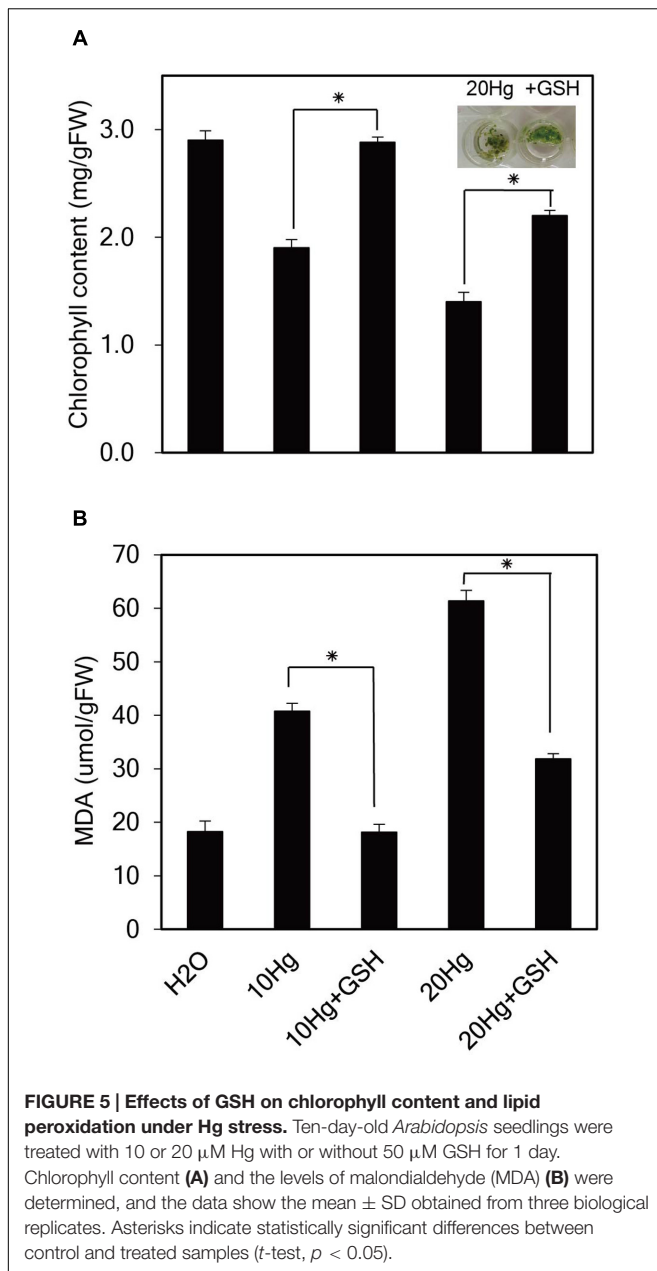 A
20Hg +GSH
*
*
3.0
2.0
1.0
0.0
Chlorophyll content (mg/gFW)
B
*
*
70
60
50
40
30
20
10
0
MDA (umol/gFW)
H2O
10Hg
10Hg+GSH
20Hg
20Hg+GSH
FIGURE 5 | Effects of GSH on chlorophyll content and lipid
peroxidation under Hg stress. Ten-day-old Arabidopsis seedlings were
treated with 10 or 20 μM Hg with or without 50 μM GSH for 1 day.
Chlorophyll content (A) and the levels of malondialdehyde (MDA) (B) were
determined, and the data show the mean ± SD obtained from three biological
replicates. Asterisks indicate statistically significant differences between
control and treated samples (t-test, p < 0.05).